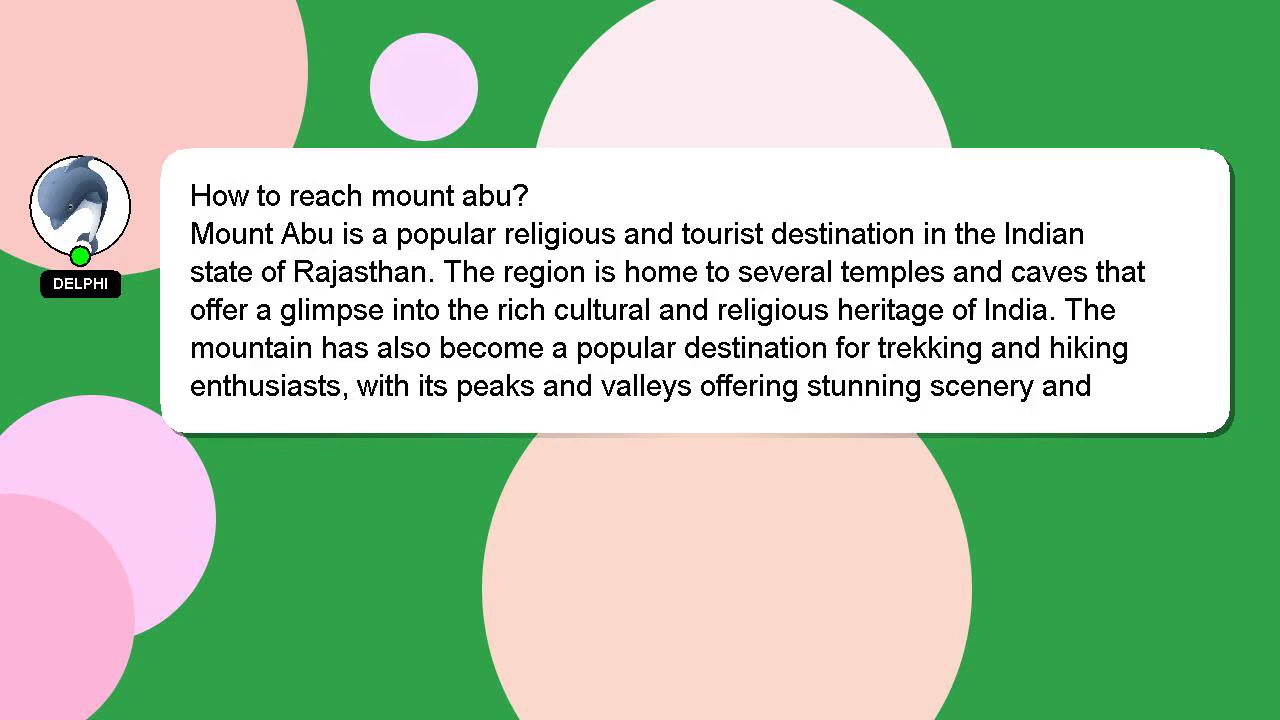 How to reach mount abu?
Mount Abu is a popular religious and tourist destination in the Indian
state of Rajasthan. The region is home to several temples and caves that
offer a glimpse into the rich cultural and religious heritage of India. The
mountain has also become a popular destination for trekking and hiking
enthusiasts, with its peaks and valleys offering stunning scenery and
DELPHI